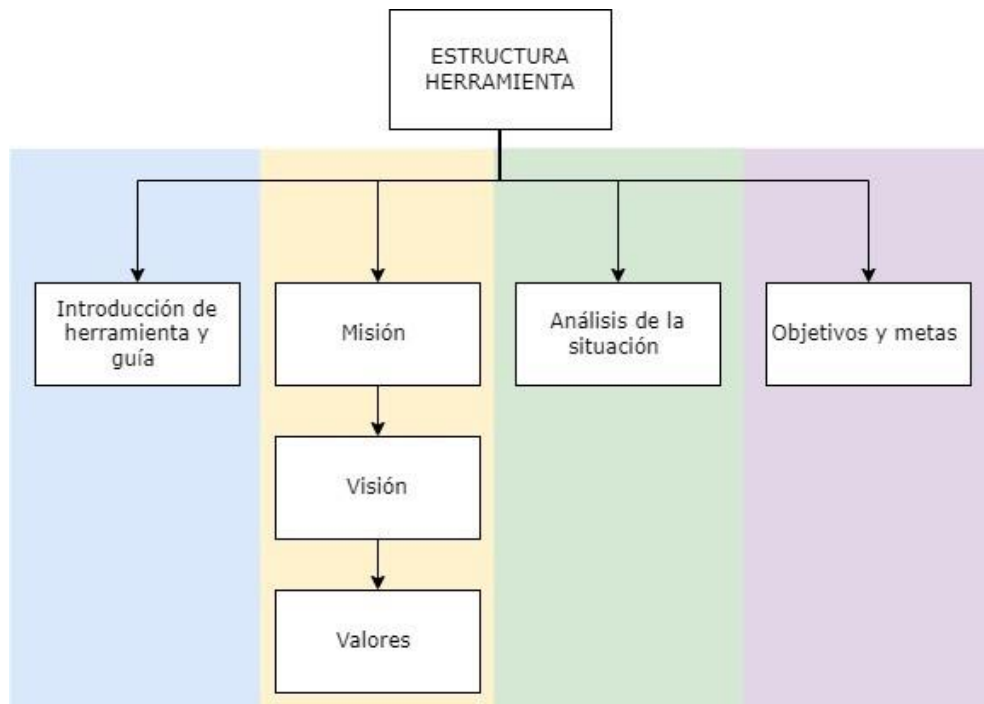 ESTRUCTURA
HERRAMIENTA
Introducción de
herramienta y
guía
Misión
Análisis de la
situación
Objetivos y metas
Visión
Valores